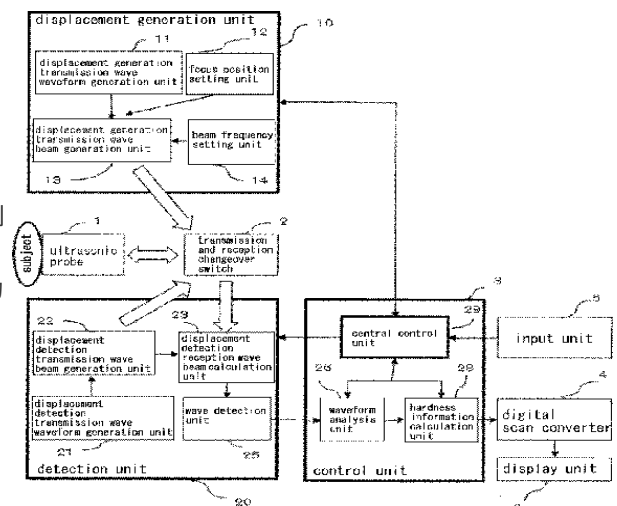 displacement generation unit
10
11
12
displacement generation
transmission wave
waveform generation unit
focus position
setting unit
displacement generation
transmission wave
beam generation unit
beam frequency
setting unit
13
14
1
2
subject
ultrasonic
probe
transmission
and reception
changeover
switch
3
22
23
29
5
displacement
detection
transmission wave
beam generation unit
displacement
detection
reception wave
beam calculation
unit
central control
unit
input unit
26
28
4
displacement
detection
transmission wave
waveform generation unit
wave detection
unit
waveform
analysis
unit
hardness
information
calculation
unit
digital
scan converter
21
25
detection unit
control unit
display unit
20